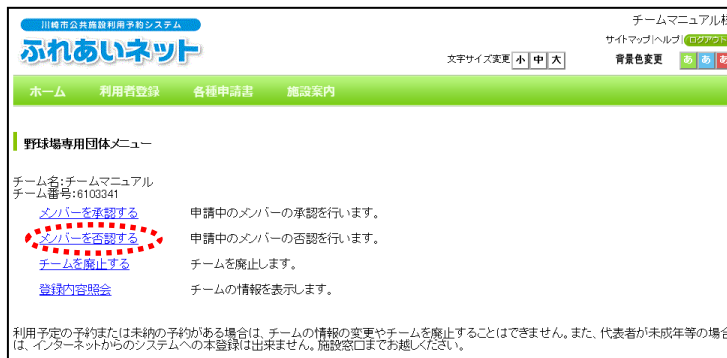 川崎市公共施設利用予約システム
ふれあいネット
チームマニュアル様
サイトマップ|ヘルプ|ログアウト
文字サイズ変更 小 中 大 背景色変更 あ あ あ
ホーム 利用者登録 各種申請書 施設案内
野球場専用団体メニュー
チーム名:チームマニュアル
チーム番号:6103341
メンバーを承認する 申請中のメンバーの承認を行います。
メンバーを否認する 申請中のメンバーの否認を行います。
チームを廃止する チームを廃止します。
登録内容照会 チームの情報を表示します。
利用予定の予約または未納の予約がある場合は、チームの情報の変更やチームを廃止することはできません。また、代表者が未成年等の場合
は、インターネットからのシステムへの本登録は出来ません。施設窓口までお越しください。